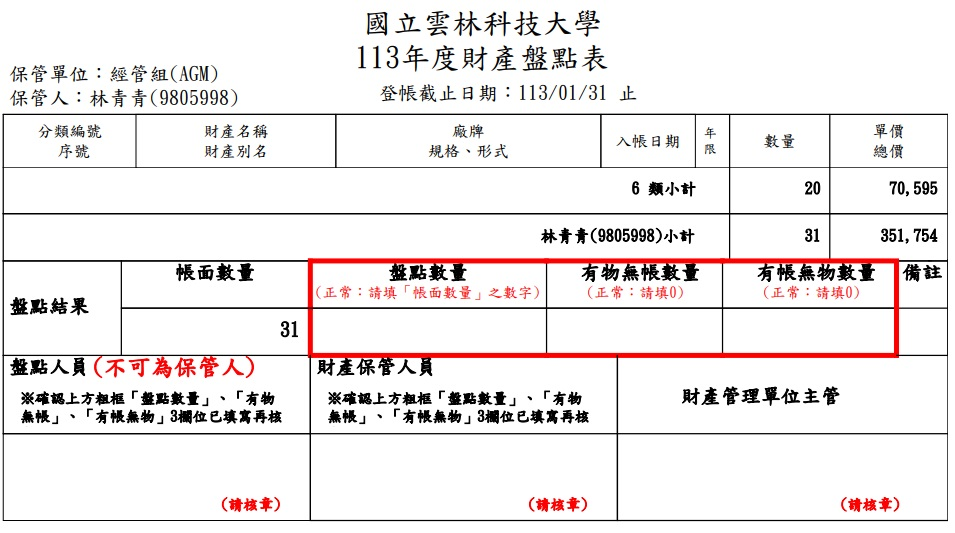 國立雲林科技大學
113年度財產盤點表
保管單位：經管組(AGM)
保管人：林青青(9805998)
登帳截止日期：113/01/31 止
分類編號 財產名稱 廠牌 入帳日期 年限 數量 單價
序號 財產別名 規格、形式 總價
6 類小計 20 70,595
林青青(9805998)小計 31 351,754
盤點結果 帳面數量 盤點數量 有物無帳數量 有帳無物數量 備註
(正常：請填「帳面數量」之數字) (正常：請填0) (正常：請填0)
31
盤點人員(不可為保管人) 財產保管人員 財產管理單位主管
※確認上方粗框「盤點數量」、「有物 ※確認上方粗框「盤點數量」、「有物
無帳」、「有帳無物」3欄位已填寫再核 無帳」、「有帳無物」3欄位已填寫再核
(請核章) (請核章) (請核章)